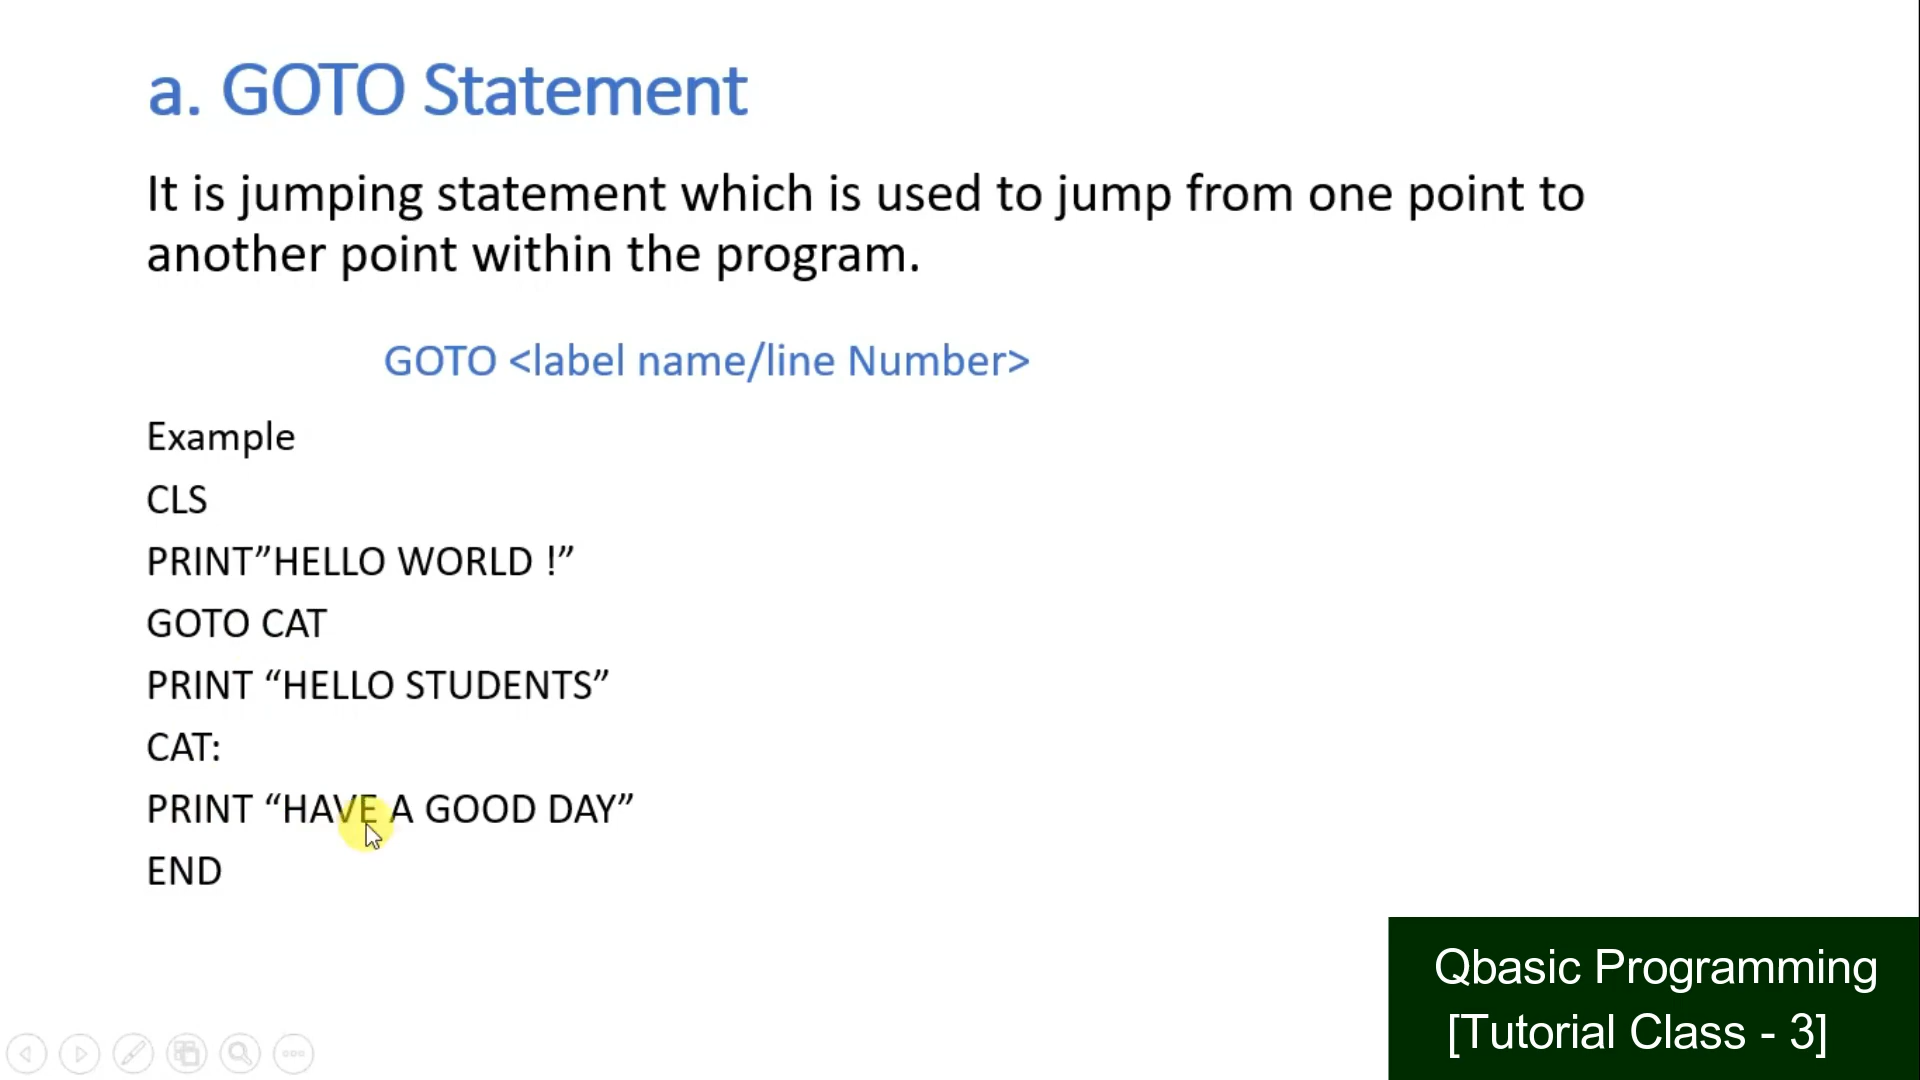 a. GOTO Statement
It is jumping statement which is used to jump from one point to
another point within the program.
GOTO <label name/line Number>
Example
CLS
PRINT”HELLO WORLD !”
GOTO CAT
PRINT “HELLO STUDENTS”
CAT:
PRINT “HAVE A GOOD DAY”
END
Qbasic Programming
[Tutorial Class - 3]